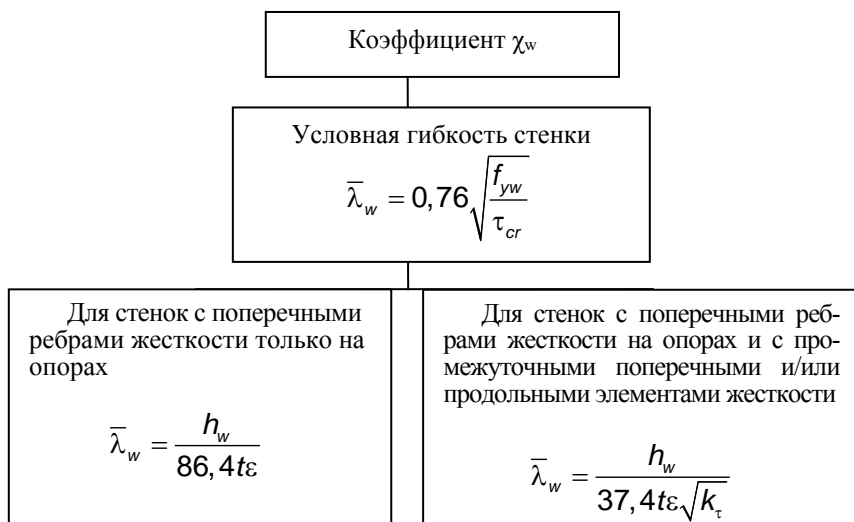 Коэффициент χw
Условная гибкость стенки
λ̅w = 0,76√(fyw/τcr)
Для стенок с поперечными
ребрами жесткости только на
опорах
λ̅w = hw/(86,4tε)
Для стенок с поперечными реб-
рами жесткости на опорах и с про-
межуточными поперечными и/или
продольными элементами жесткости
λ̅w = hw/(37,4tε√kτ)